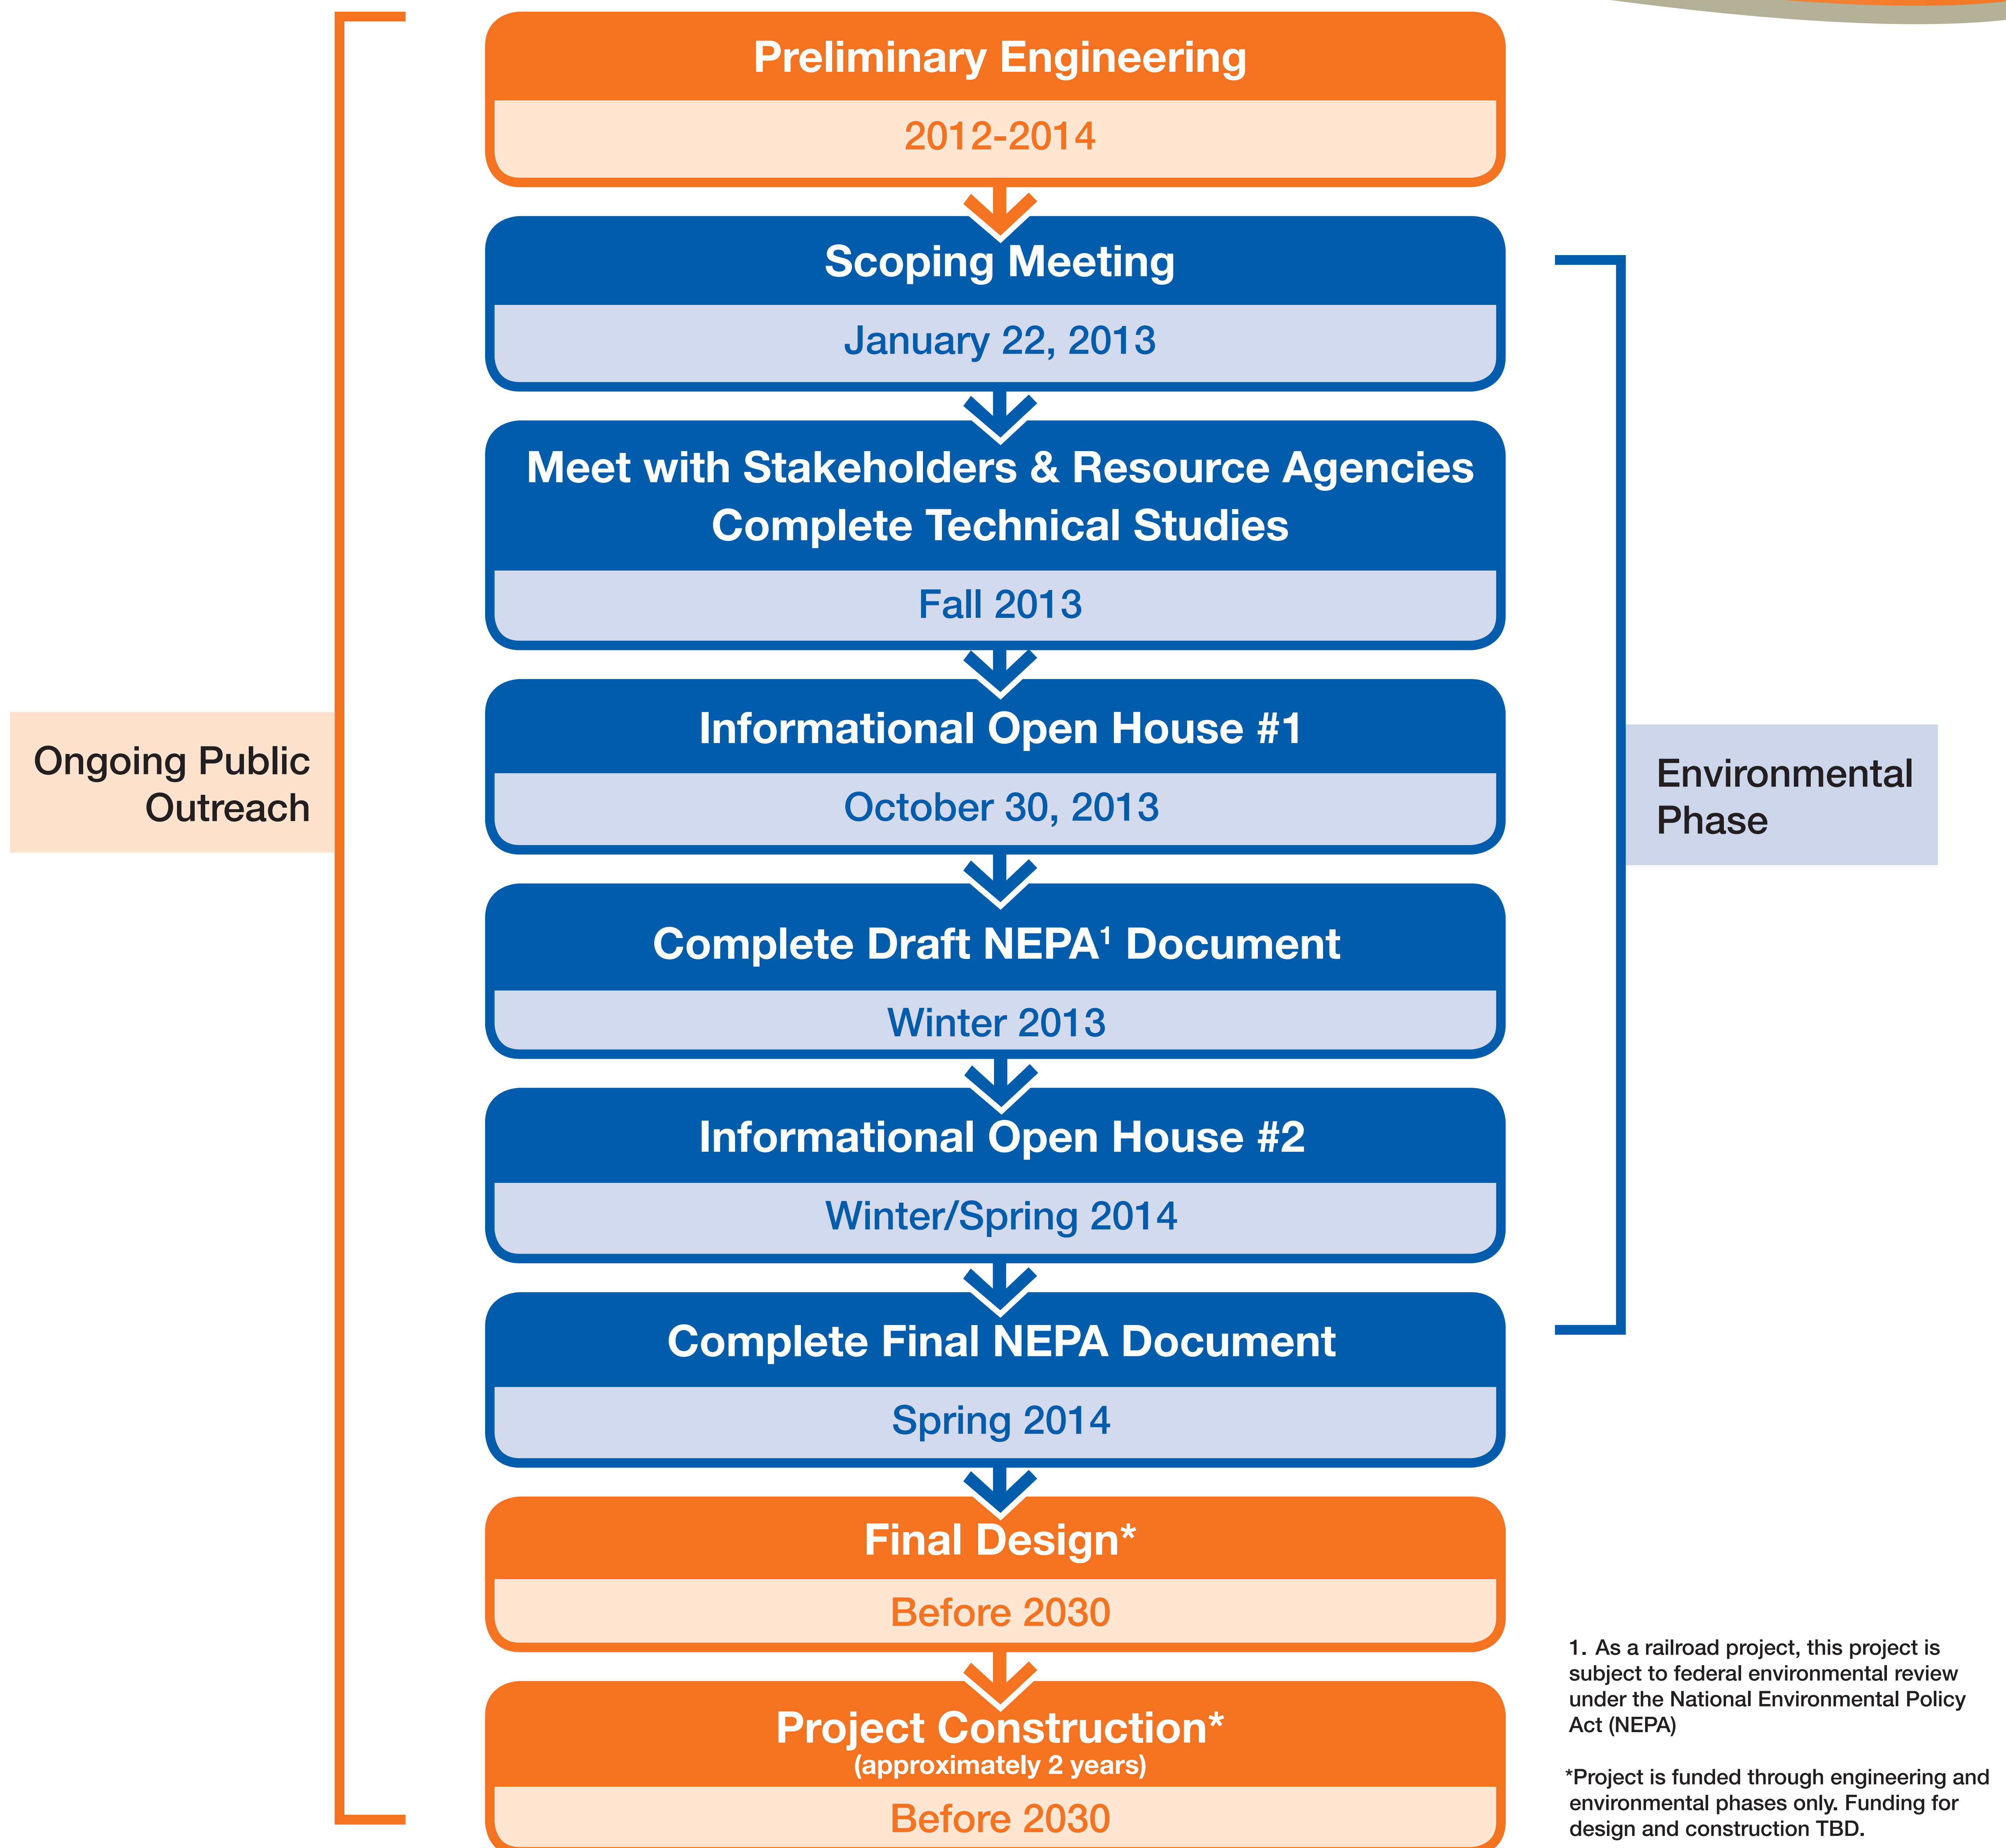 Preliminary Engineering
2012-2014
Scoping Meeting
January 22, 2013
Meet with Stakeholders & Resource Agencies
Complete Technical Studies
Fall 2013
Informational Open House #1
October 30, 2013
Ongoing Public
Outreach
Environmental
Phase
Complete Draft NEPA¹ Document
Winter 2013
Informational Open House #2
Winter/Spring 2014
Complete Final NEPA Document
Spring 2014
Final Design*
Before 2030
Project Construction*
(approximately 2 years)
Before 2030
1. As a railroad project, this project is
subject to federal environmental review
under the National Environmental Policy
Act (NEPA)
*Project is funded through engineering and
environmental phases only. Funding for
design and construction TBD.